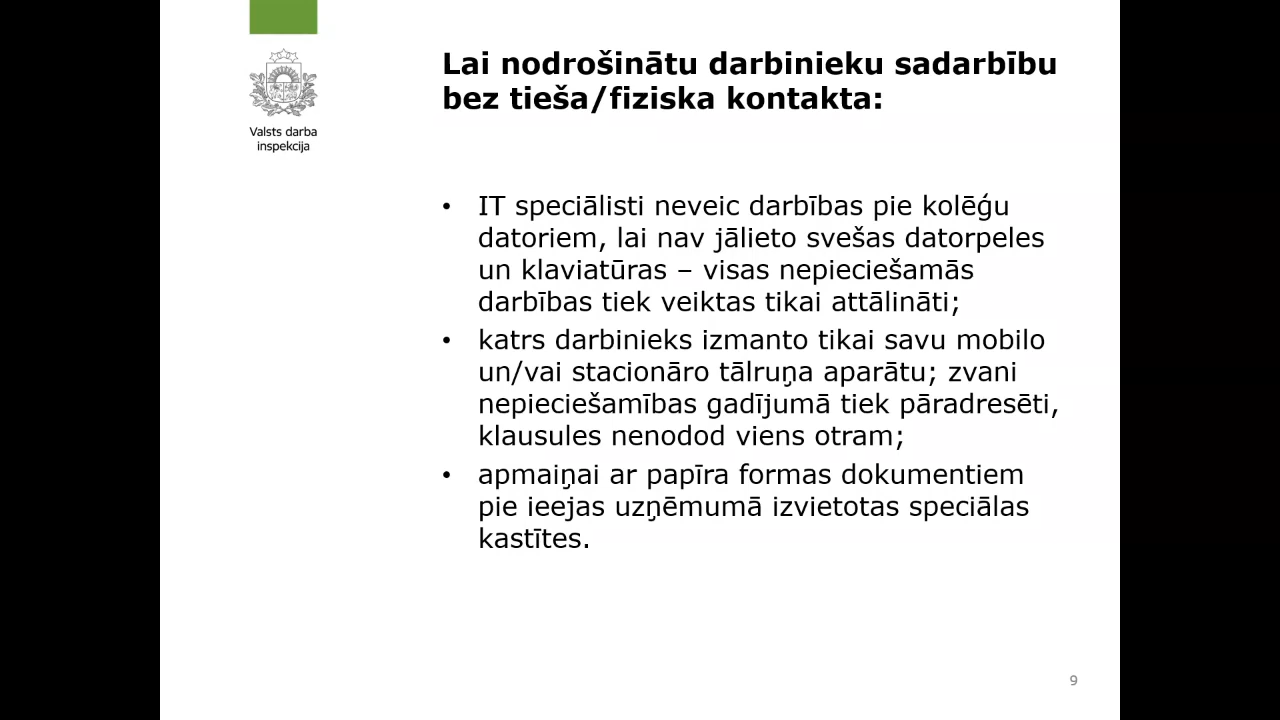 Valsts darba
inspekcija
Lai nodrošinātu darbinieku sadarbību
bez tieša/fiziska kontakta:
• IT speciālisti neveic darbības pie kolēģu
datoriem, lai nav jālieto svešas datorpeles
un klaviatūras – visas nepieciešamās
darbības tiek veiktas tikai attālināti;
• katrs darbinieks izmanto tikai savu mobilo
un/vai stacionāro tālruņa aparātu; zvani
nepieciešamības gadījumā tiek pāradresēti,
klausules nenodod viens otram;
• apmaiņai ar papīra formas dokumentiem
pie ieejas uzņēmumā izvietotas speciālas
kastītes.
9